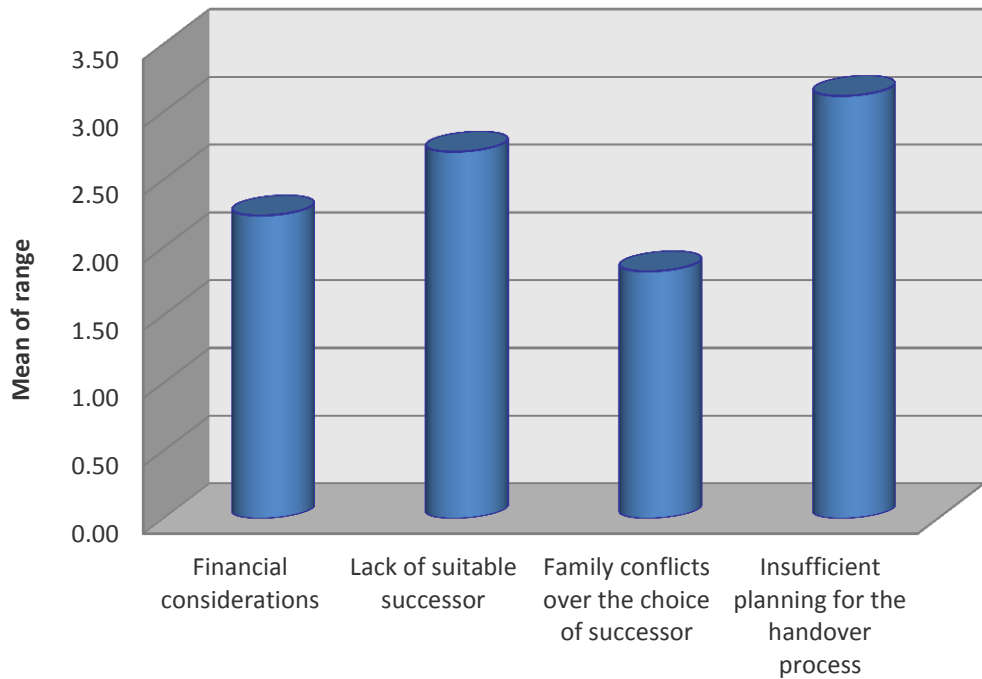 3.50
3.00
2.50
2.00
1.50
1.00
0.50
0.00
Mean of range
Financial
considerations
Lack of suitable
successor
Family conflicts
over the choice
of successor
Insufficient
planning for the
handover
process